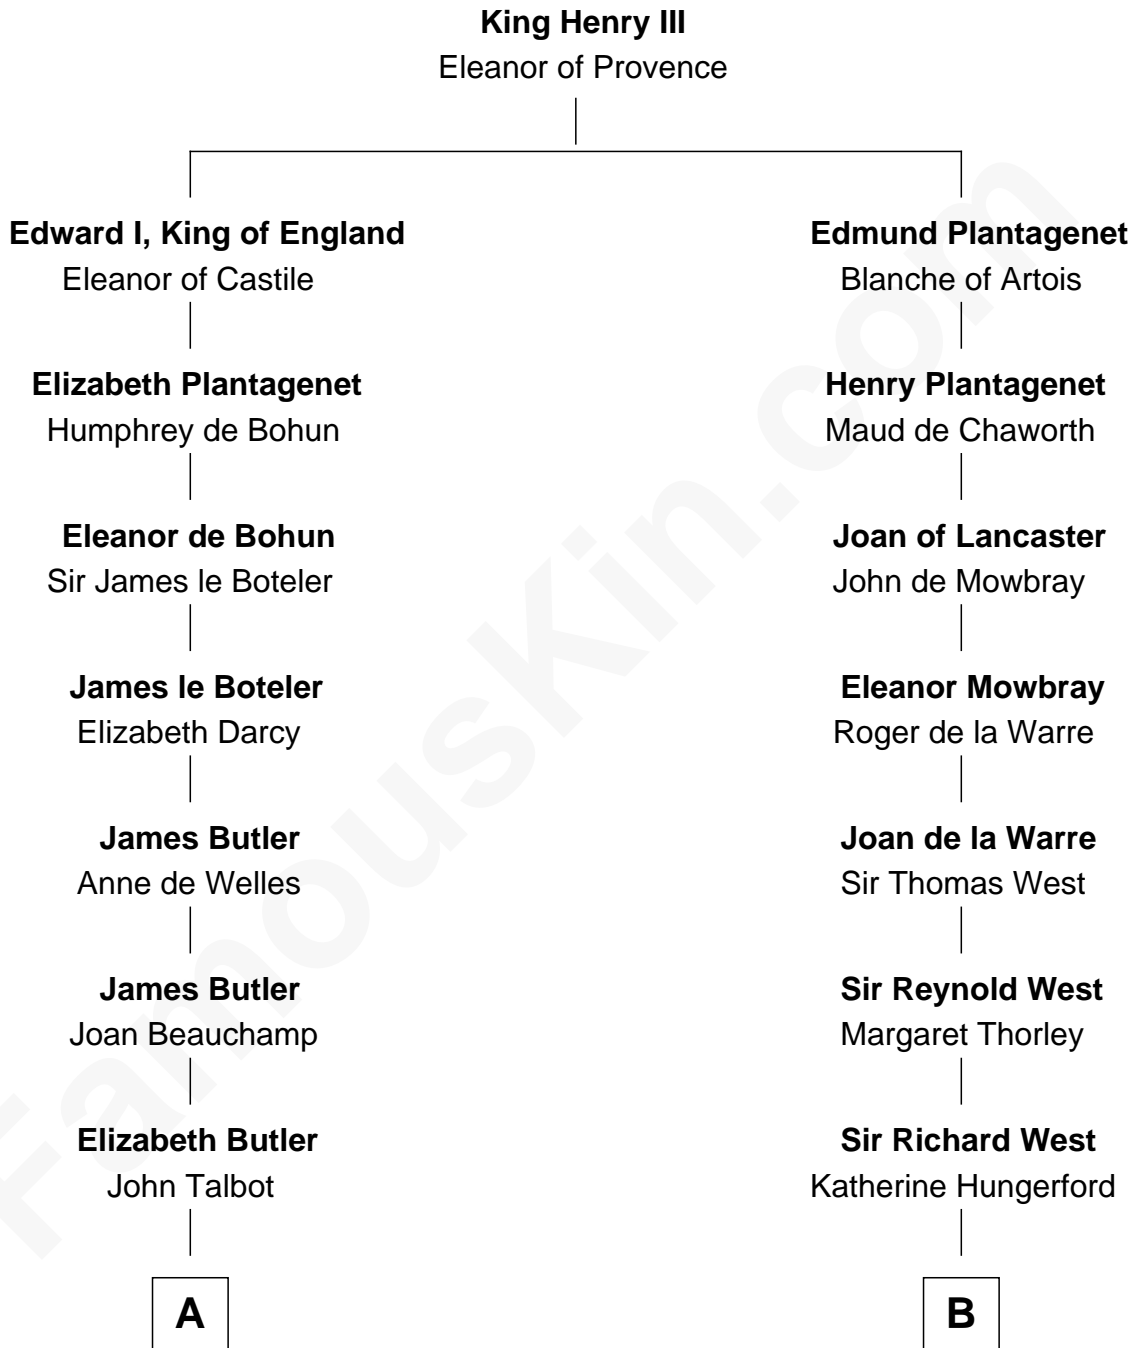 King Henry III
Eleanor of Provence
Edward I, King of England
Eleanor of Castile
Edmund Plantagenet
Blanche of Artois
Elizabeth Plantagenet
Humphrey de Bohun
Henry Plantagenet
Maud de Chaworth
Eleanor de Bohun
Sir James le Boteler
Joan of Lancaster
John de Mowbray
James le Boteler
Elizabeth Darcy
Eleanor Mowbray
Roger de la Warre
James Butler
Anne de Welles
Joan de la Warre
Sir Thomas West
James Butler
Joan Beauchamp
Sir Reynold West
Margaret Thorley
Elizabeth Butler
John Talbot
Sir Richard West
Katherine Hungerford
A
B
FamousKin.com